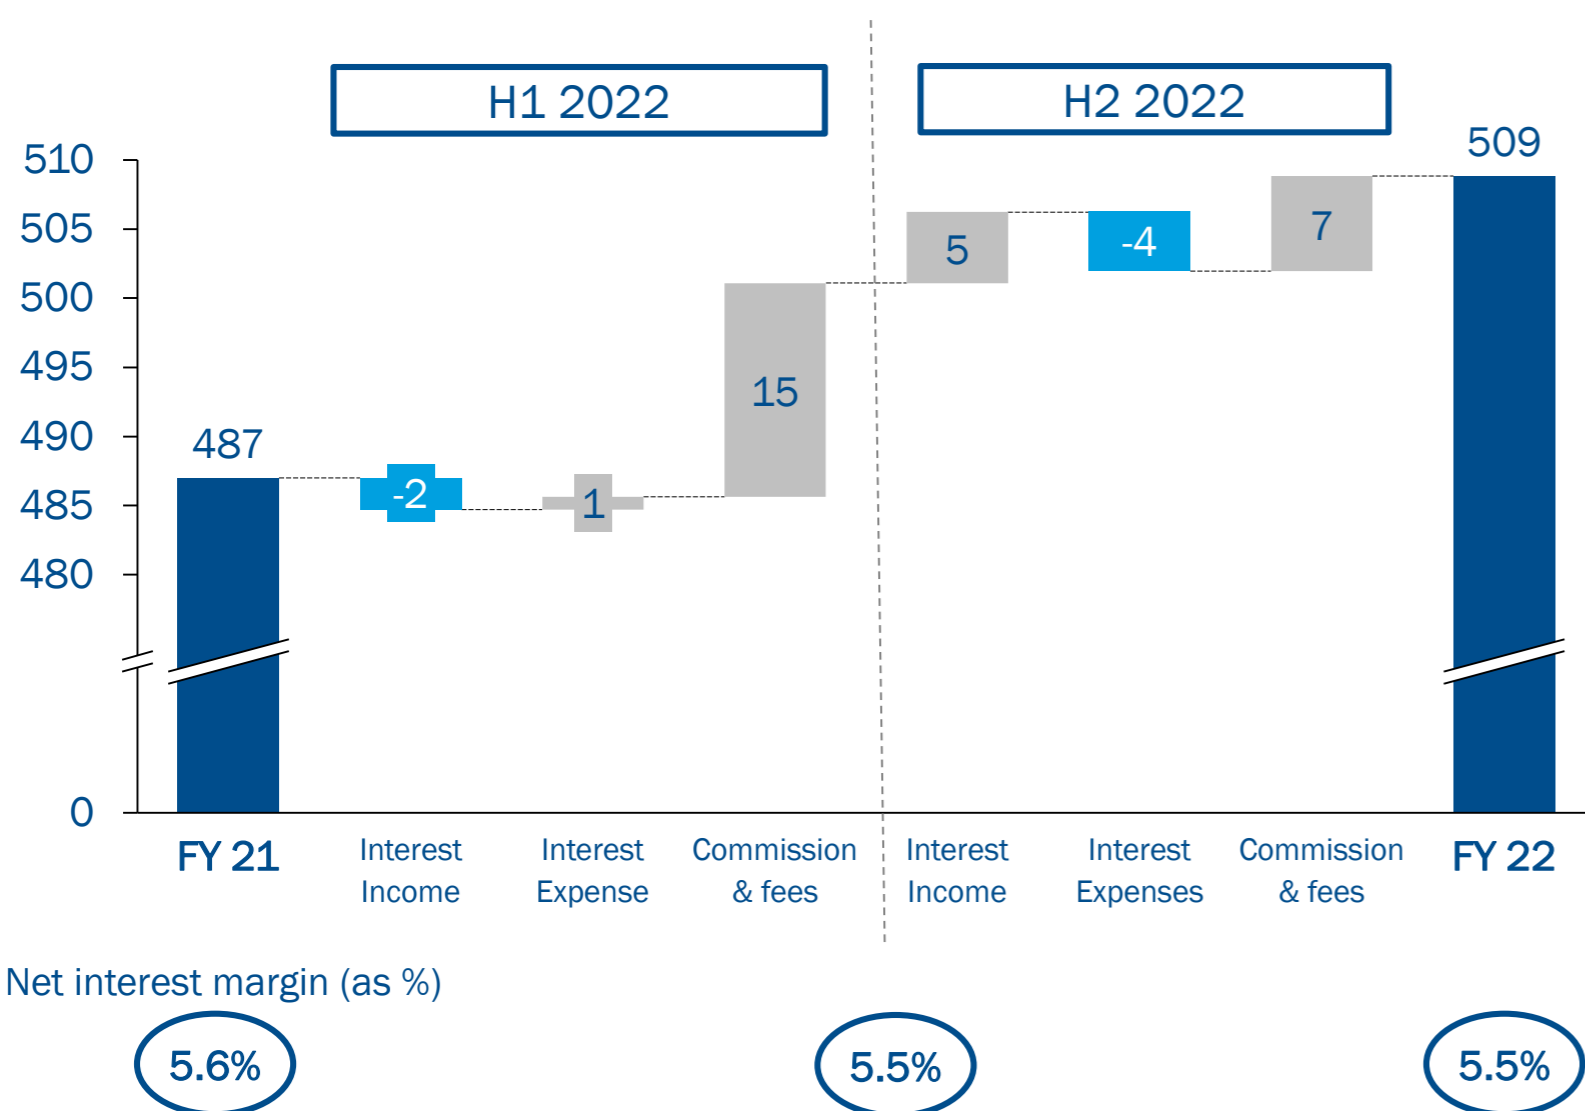 H1 2022
H2 2022
510
505
500
495
490
485
480
0
487
-2
1
15
5
-4
7
509
FY 21
Interest
Income
Interest
Expense
Commission
& fees
Interest
Income
Interest
Expenses
Commission
& fees
FY 22
Net interest margin (as %)
5.6%
5.5%
5.5%